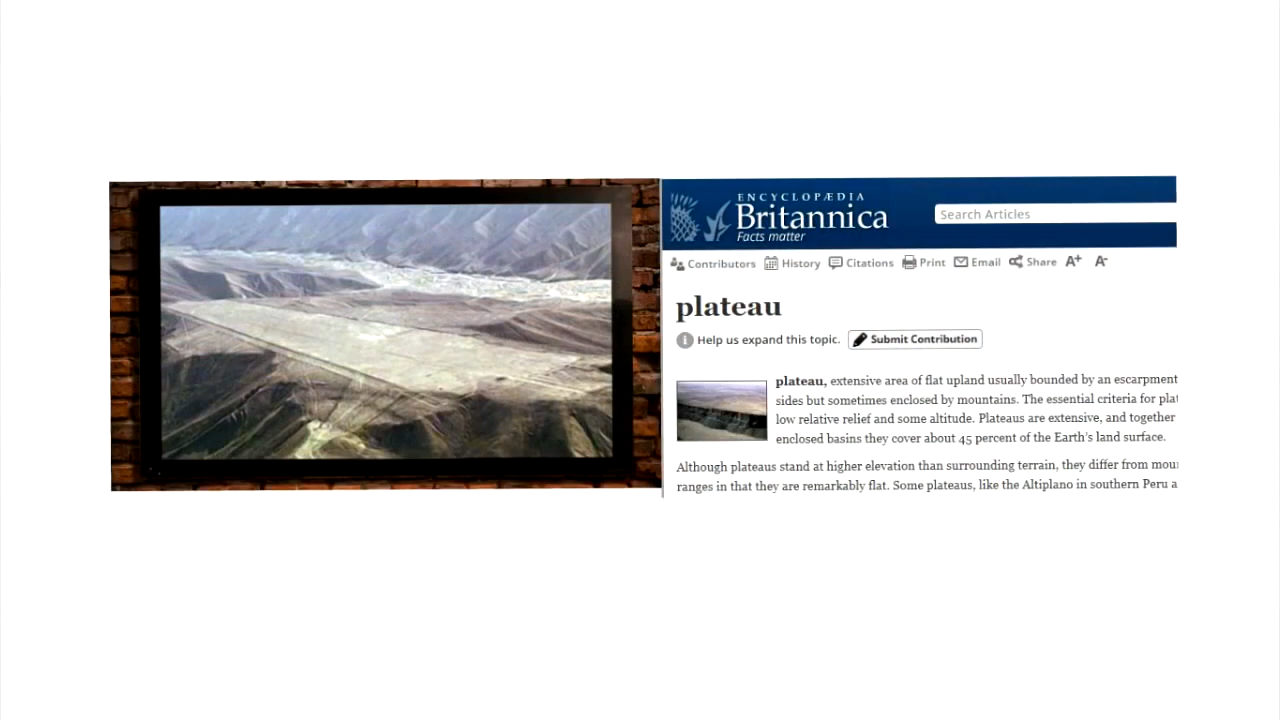 ENCYCLOPÆDIA
Britannica
Facts matter
Search Articles
Contributors History Citations Print Email Share A+ A-
plateau
Help us expand this topic. Submit Contribution
plateau, extensive area of flat upland usually bounded by an escarpment
sides but sometimes enclosed by mountains. The essential criteria for
low relative relief and some altitude. Plateaus are extensive, and together
enclosed basins they cover about 45 percent of the Earth's land surface.
Although plateaus stand at higher elevation than surrounding terrain, they differ from
ranges in that they are remarkably flat. Some plateaus, like the Altiplano in southern Peru a